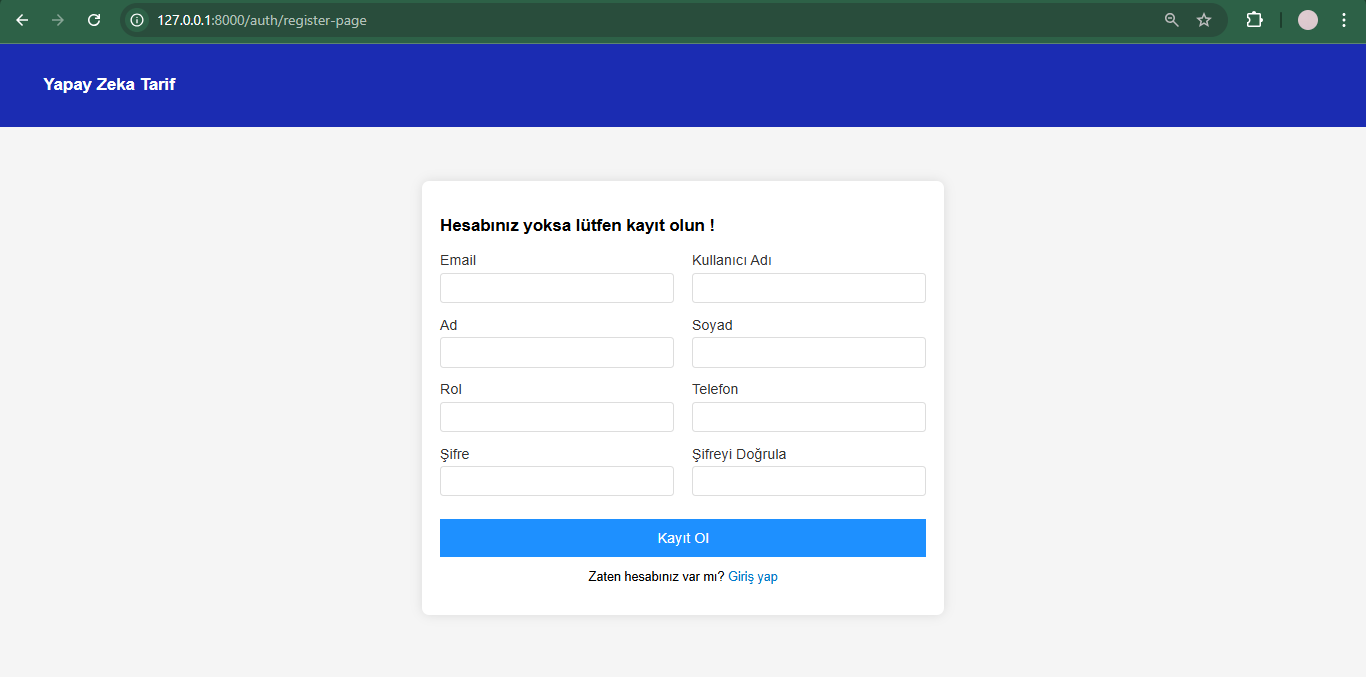 127.0.0.1:8000/auth/register-page
Yapay Zeka Tarif
Hesabınız yoksa lütfen kayıt olun !
Email Kullanıcı Adı
Ad Soyad
Rol Telefon
Şifre Şifreyi Doğrula
Kayıt Ol
Zaten hesabınız var mı? Giriş yap